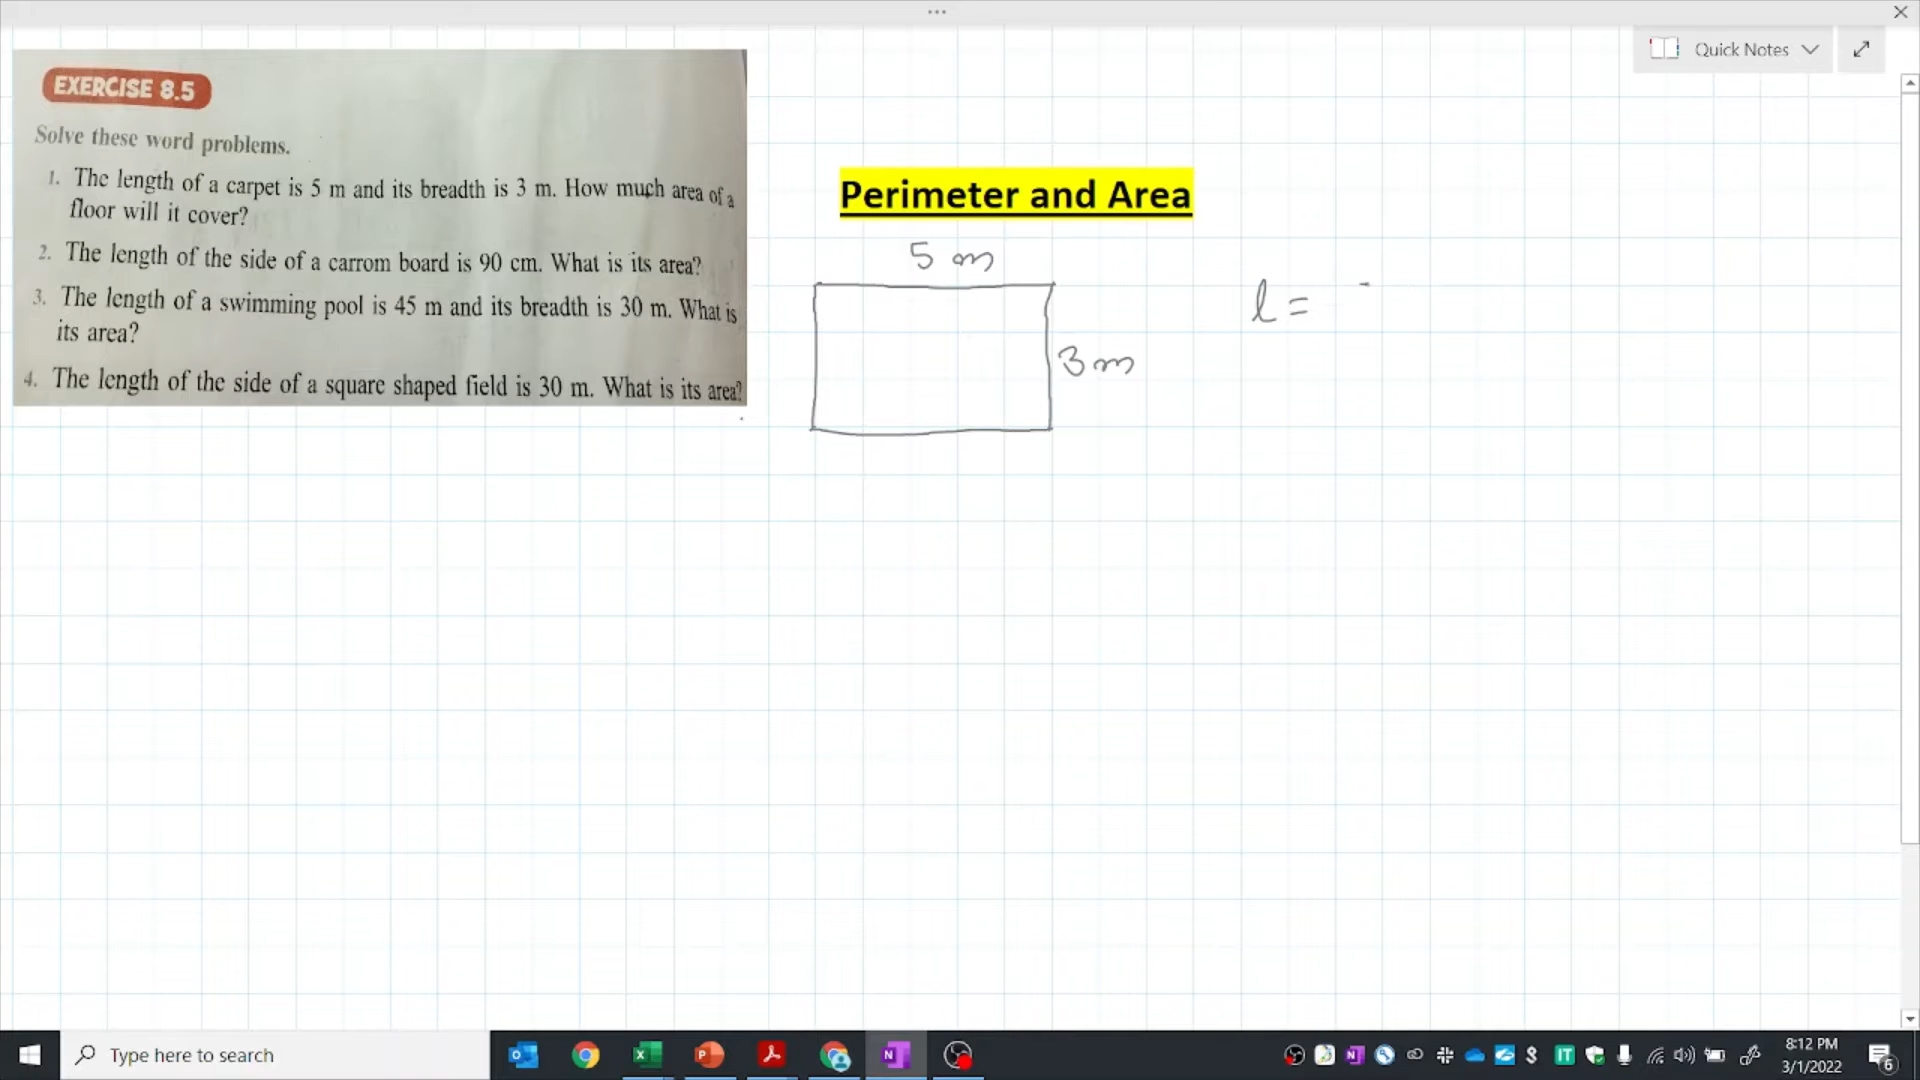 Quick Notes
EXERCISE 8.5
Solve these word problems.
1. The length of a carpet is 5 m and its breadth is 3 m. How much area of a
floor will it cover?
2. The length of the side of a carrom board is 90 cm. What is its area?
3. The length of a swimming pool is 45 m and its breadth is 30 m. What is
its area?
4. The length of the side of a square shaped field is 30 m. What is its area?
Perimeter and Area
5 m
3 m
l =
Type here to search
8:12 PM
3/1/2022
6